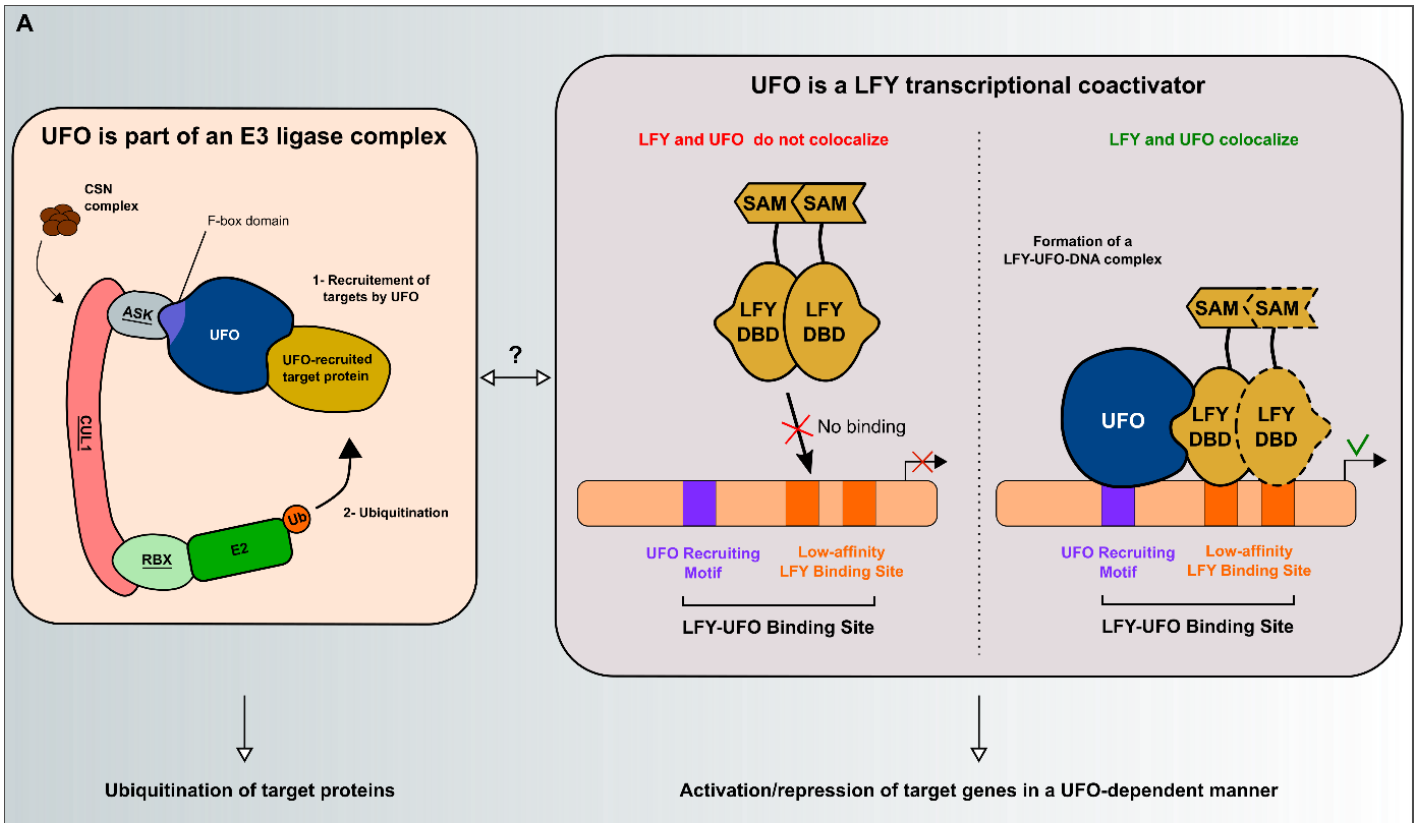 A
UFO is part of an E3 ligase complex
CSN
complex
F-box domain
1- Recruitement of
targets by UFO
ASK
UFO
UFO-recruited
target protein
CUL1
2- Ubiquitination
Ub
E2
RBX
?
UFO is a LFY transcriptional coactivator
LFY and UFO do not colocalize
SAM SAM
LFY LFY
DBD DBD
No binding
UFO Recruiting
Motif
Low-affinity
LFY Binding Site
LFY-UFO Binding Site
LFY and UFO colocalize
Formation of a
LFY-UFO-DNA complex
SAM SAM
UFO
LFY LFY
DBD DBD
UFO Recruiting
Motif
Low-affinity
LFY Binding Site
LFY-UFO Binding Site
Ubiquitination of target proteins
Activation/repression of target genes in a UFO-dependent manner